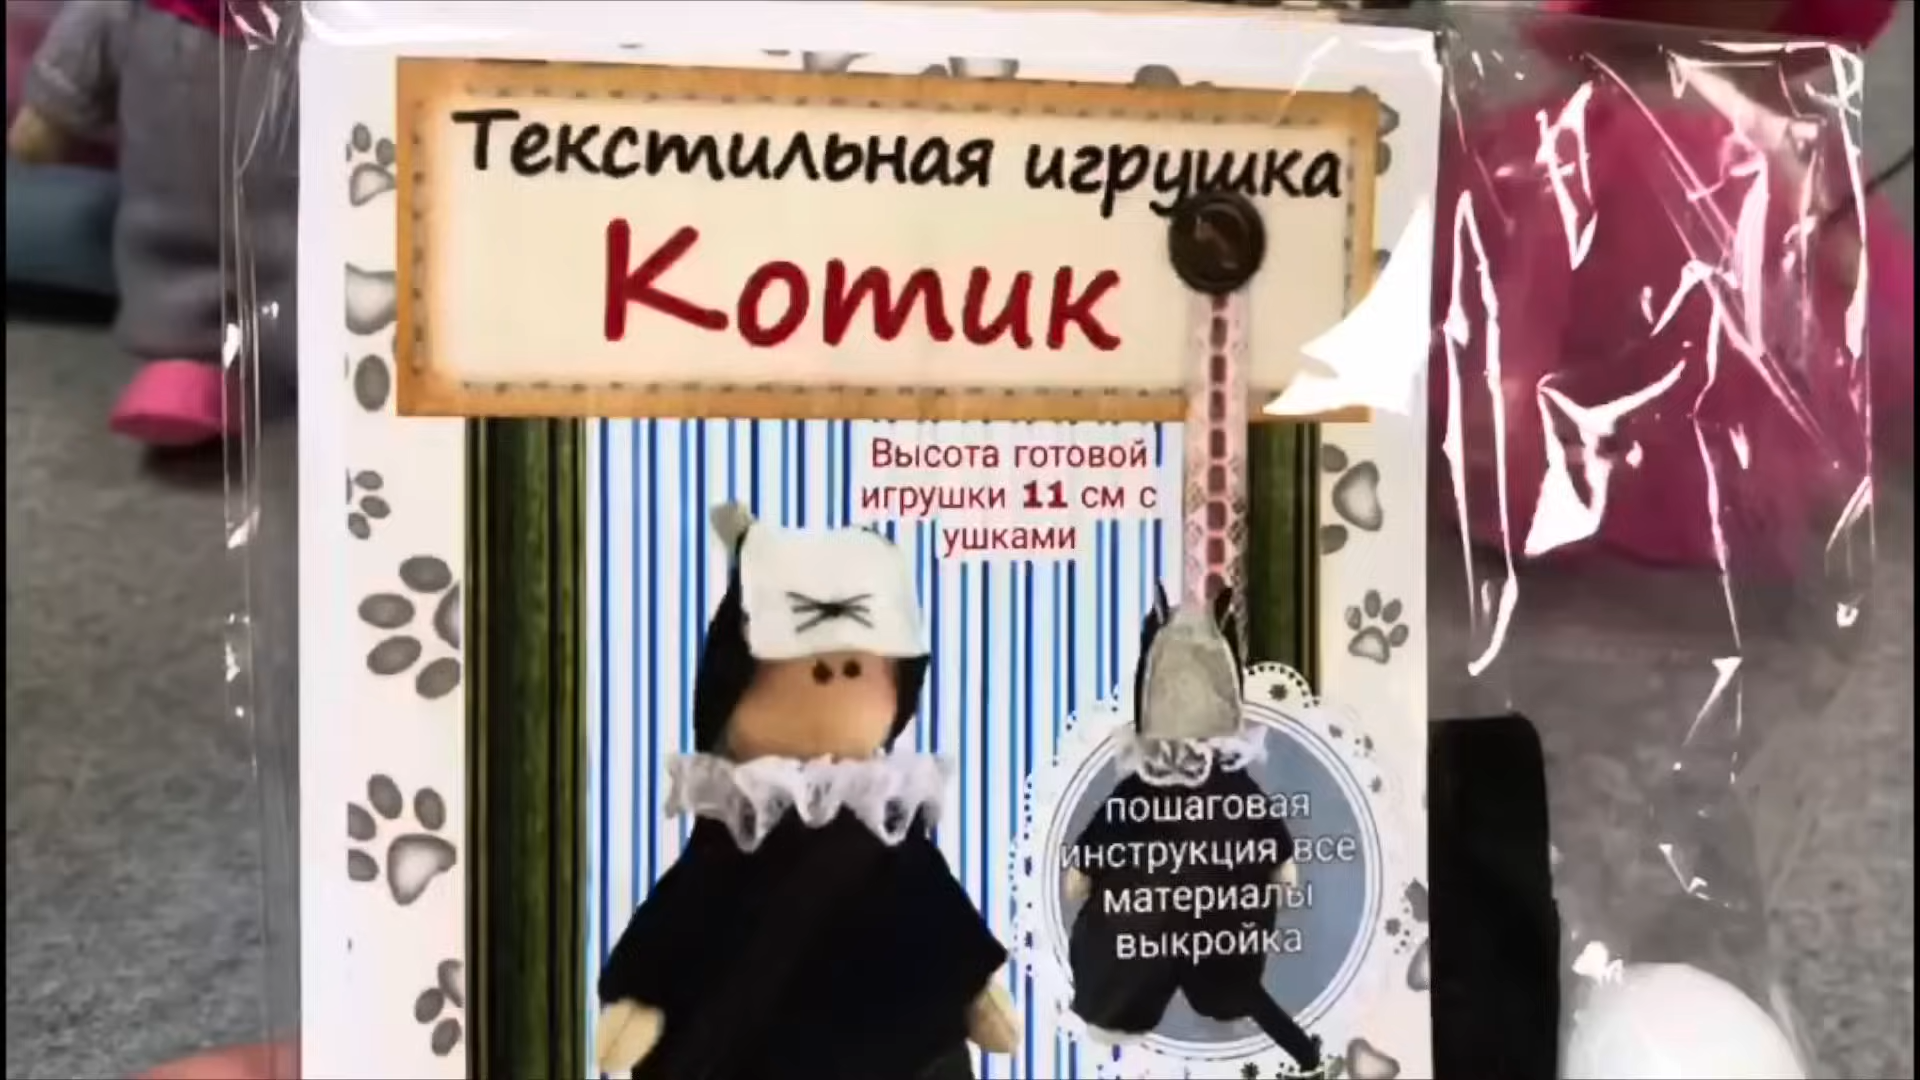 Текстильная игрушка
Котик
Высота готовой
игрушки 11 см с
ушками
пошаговая
инструкция все
материалы
выкройка